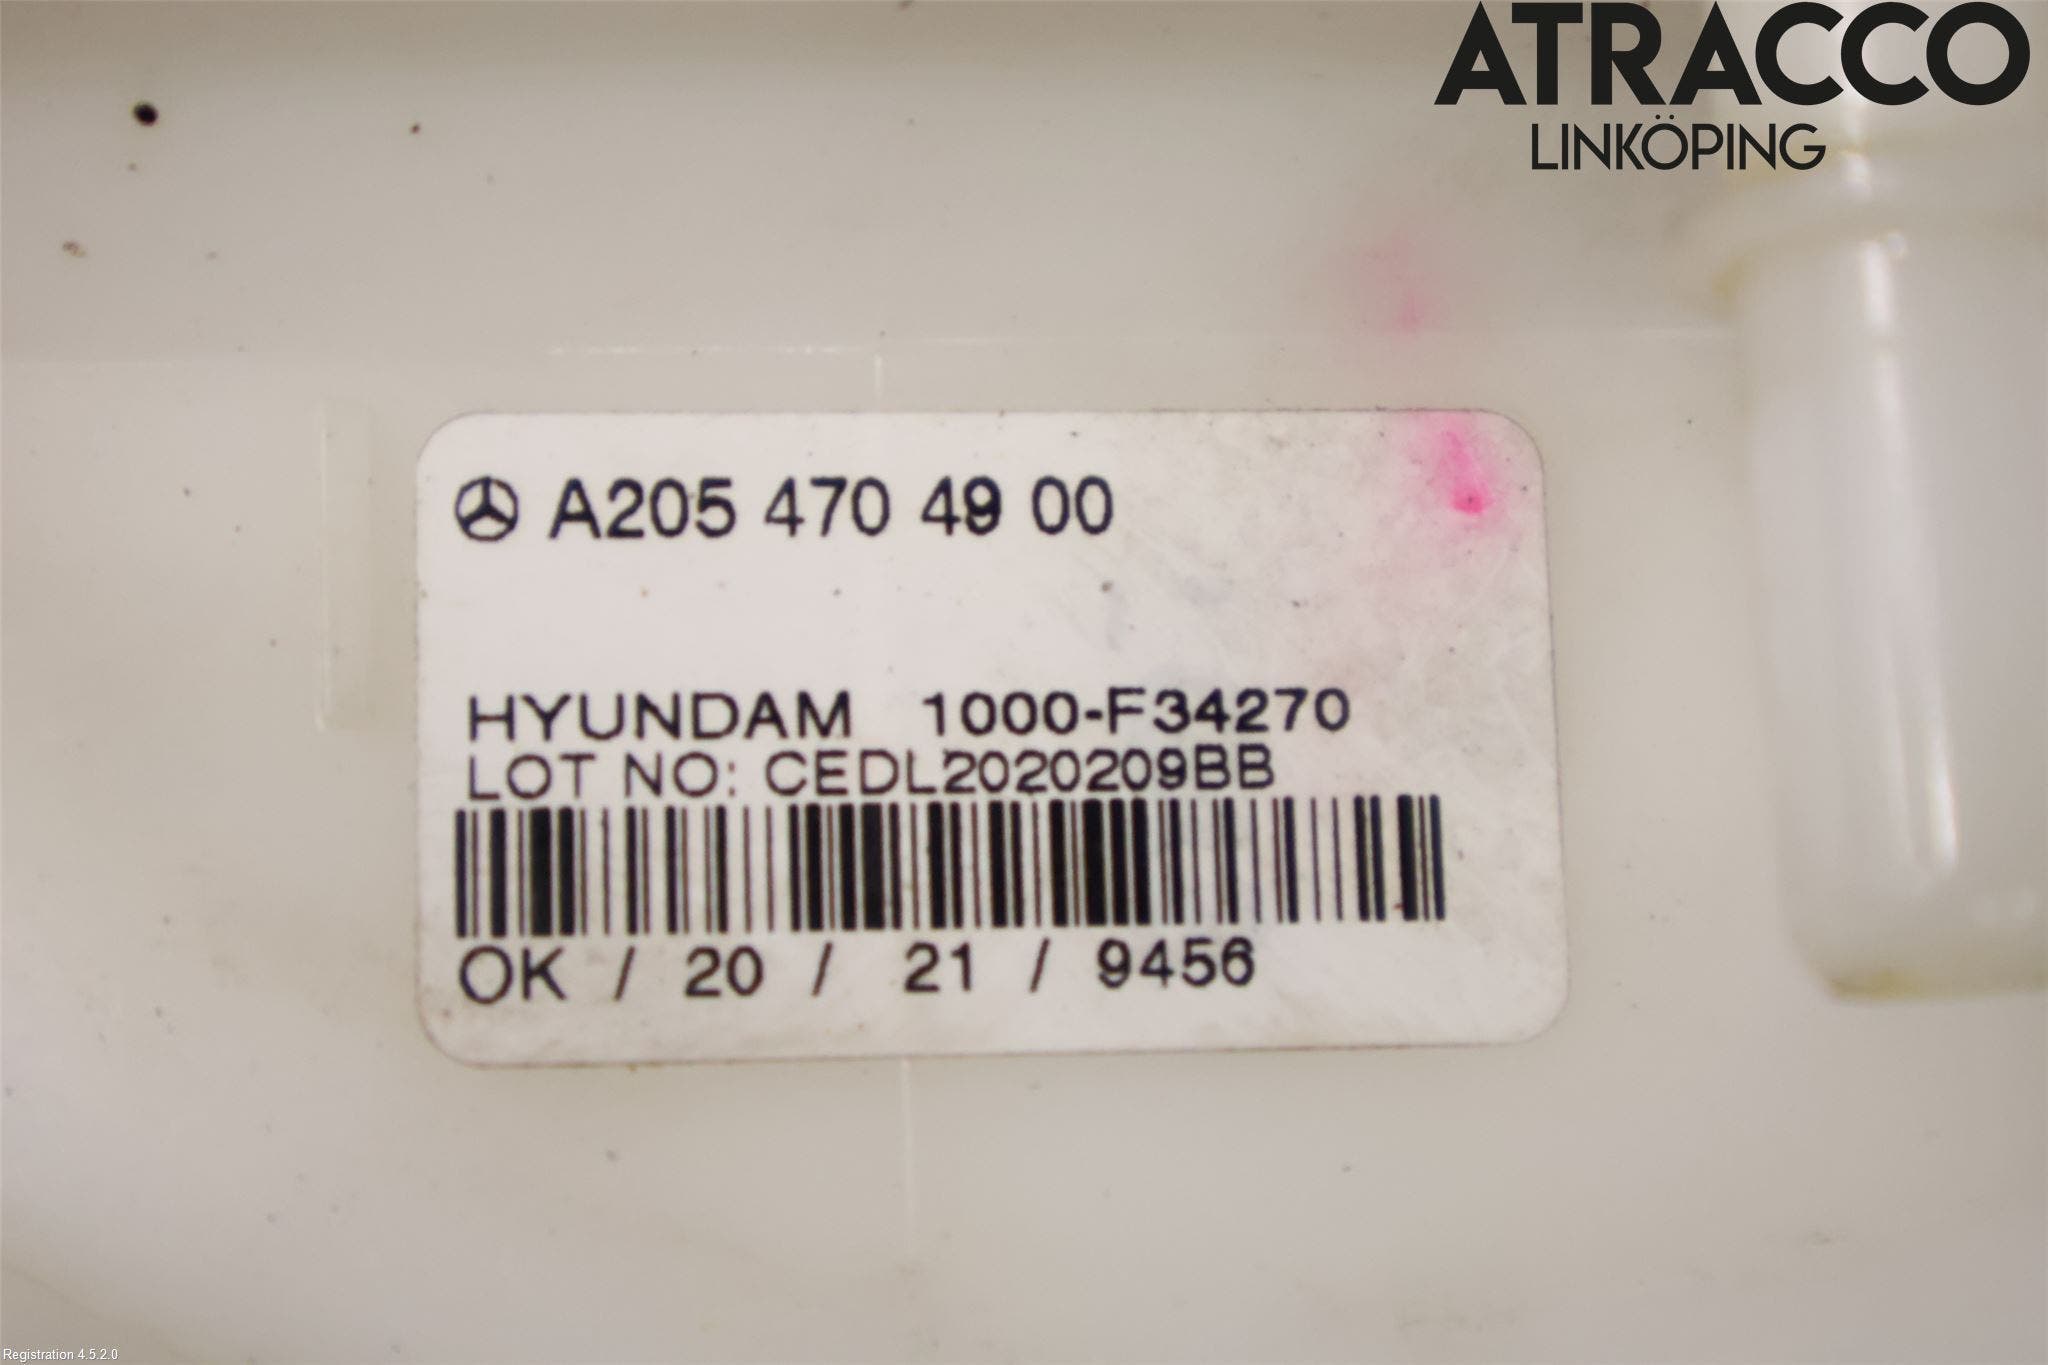 ATRACCO
LINKÖPING
A205 470 49 00
HYUNDAM 1000-F34270
LOT NO: CEDL2020209BB
OK / 20 / 21 / 9456
Registration 4.5.2.0